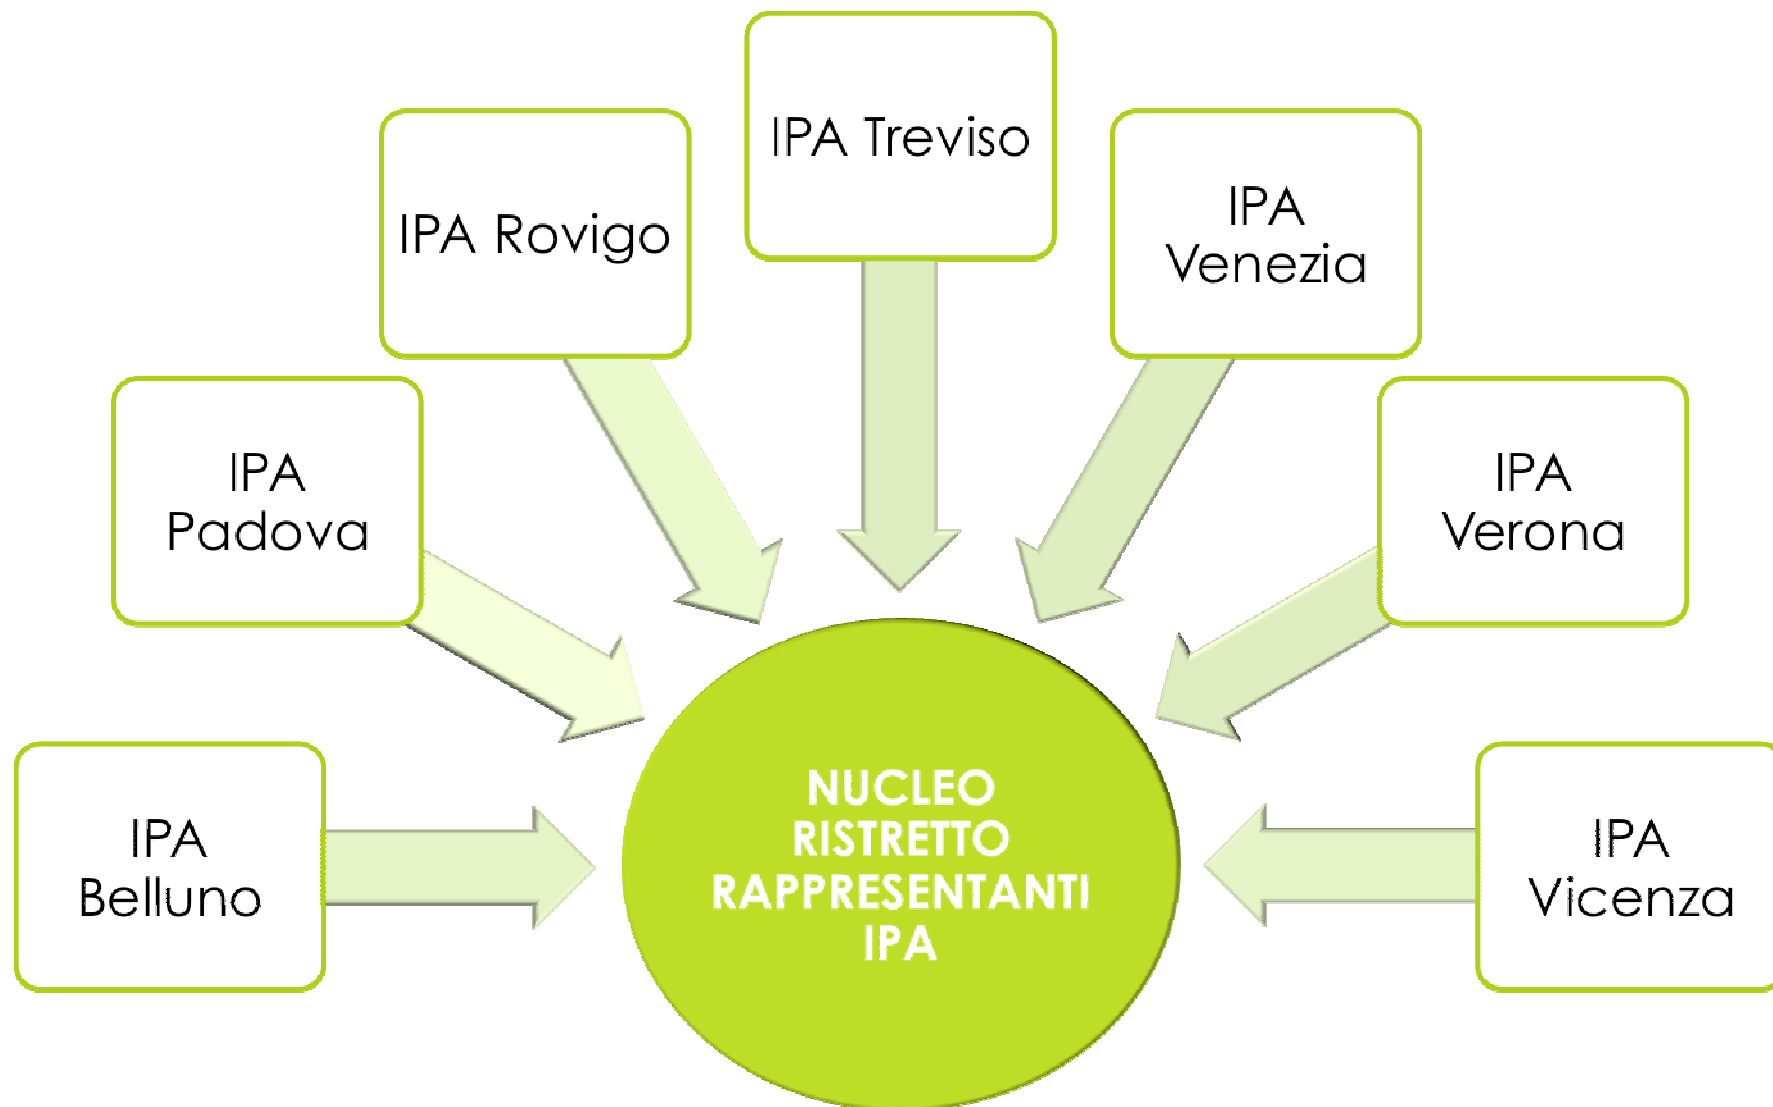 IPA Treviso
IPA Rovigo
IPA
Venezia
IPA
Padova
IPA
Verona
IPA
Belluno
NUCLEO
RISTRETTO
RAPPRESENTANTI
IPA
IPA
Vicenza